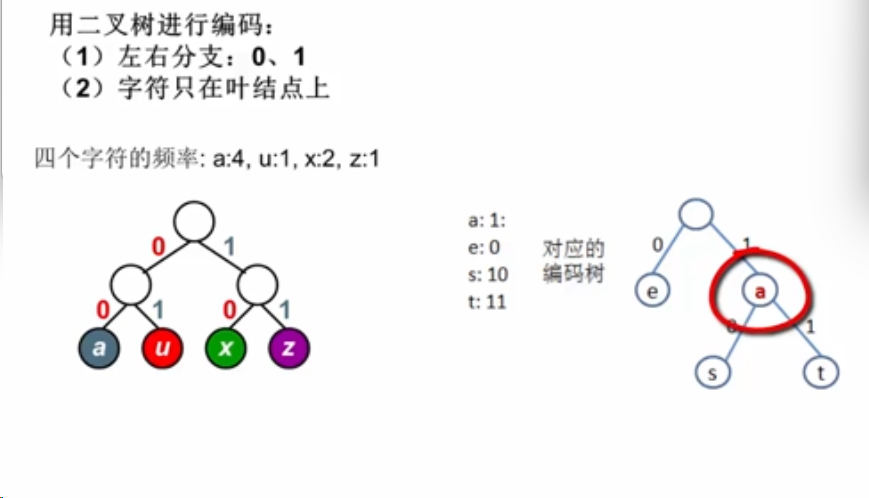 用二叉树进行编码：
（1）左右分支：0、1
（2）字符只在叶结点上
四个字符的频率: a:4, u:1, x:2, z:1
0 1
0 1 0 1
a u x z
a: 1:
e: 0
s: 10
t: 11
对应的
编码树
0 1
e a
0 1
s t